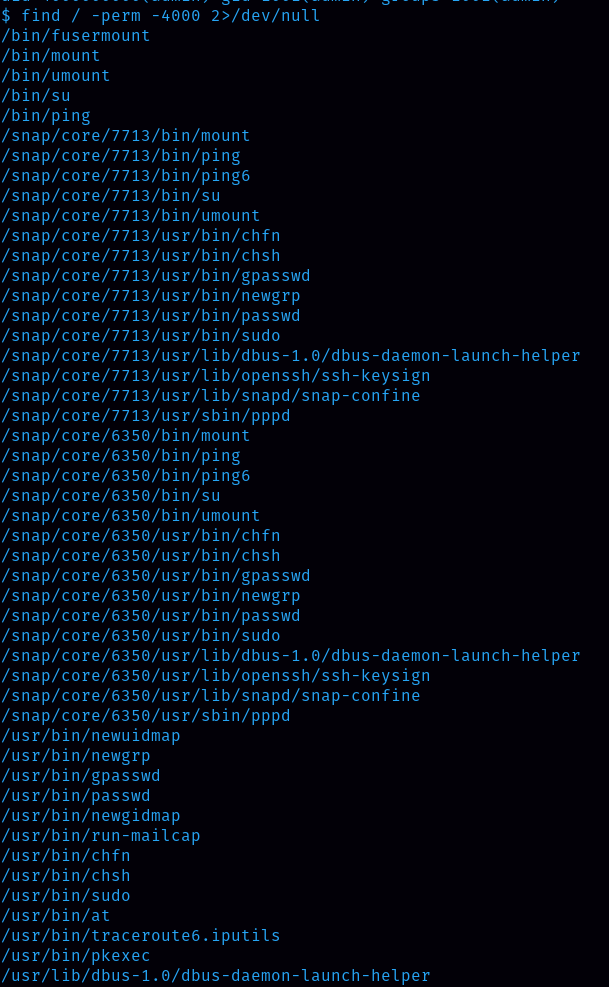 $ find / -perm -4000 2>/dev/null
/bin/fusermount
/bin/mount
/bin/umount
/bin/su
/bin/ping
/snap/core/7713/bin/mount
/snap/core/7713/bin/ping
/snap/core/7713/bin/ping6
/snap/core/7713/bin/su
/snap/core/7713/bin/umount
/snap/core/7713/usr/bin/chfn
/snap/core/7713/usr/bin/chsh
/snap/core/7713/usr/bin/gpasswd
/snap/core/7713/usr/bin/newgrp
/snap/core/7713/usr/bin/passwd
/snap/core/7713/usr/bin/sudo
/snap/core/7713/usr/lib/dbus-1.0/dbus-daemon-launch-helper
/snap/core/7713/usr/lib/openssh/ssh-keysign
/snap/core/7713/usr/lib/snapd/snap-confine
/snap/core/7713/usr/sbin/pppd
/snap/core/6350/bin/mount
/snap/core/6350/bin/ping
/snap/core/6350/bin/ping6
/snap/core/6350/bin/su
/snap/core/6350/bin/umount
/snap/core/6350/usr/bin/chfn
/snap/core/6350/usr/bin/chsh
/snap/core/6350/usr/bin/gpasswd
/snap/core/6350/usr/bin/newgrp
/snap/core/6350/usr/bin/passwd
/snap/core/6350/usr/bin/sudo
/snap/core/6350/usr/lib/dbus-1.0/dbus-daemon-launch-helper
/snap/core/6350/usr/lib/openssh/ssh-keysign
/snap/core/6350/usr/lib/snapd/snap-confine
/snap/core/6350/usr/sbin/pppd
/usr/bin/newuidmap
/usr/bin/newgrp
/usr/bin/gpasswd
/usr/bin/passwd
/usr/bin/newgidmap
/usr/bin/run-mailcap
/usr/bin/chfn
/usr/bin/chsh
/usr/bin/sudo
/usr/bin/at
/usr/bin/traceroute6.iputils
/usr/bin/pkexec
/usr/lib/dbus-1.0/dbus-daemon-launch-helper